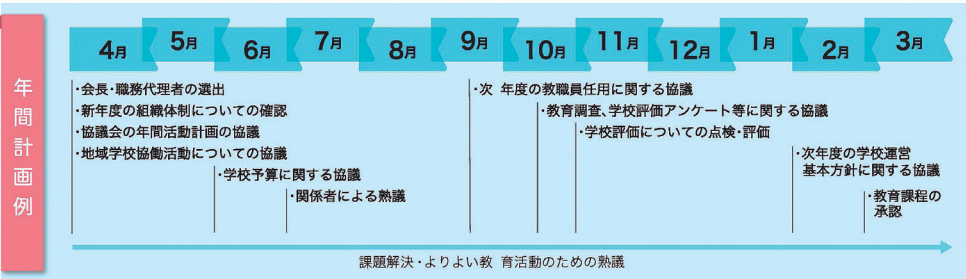 年間計画例
4月 5月 6月 7月 8月 9月 10月 11月 12月 1月 2月 3月
・会長・職務代理者の選出
・新年度の組織体制についての確認
・協議会の年間活動計画の協議
・地域学校協働活動についての協議
・学校予算に関する協議
・関係者による熟議
・次 年度の教職員任用に関する協議
・教育調査、学校評価アンケート等に関する協議
・学校評価についての点検・評価
・次年度の学校運営
基本方針に関する協議
・教育課程の
承認
課題解決・よりよい教 育活動のための熟議